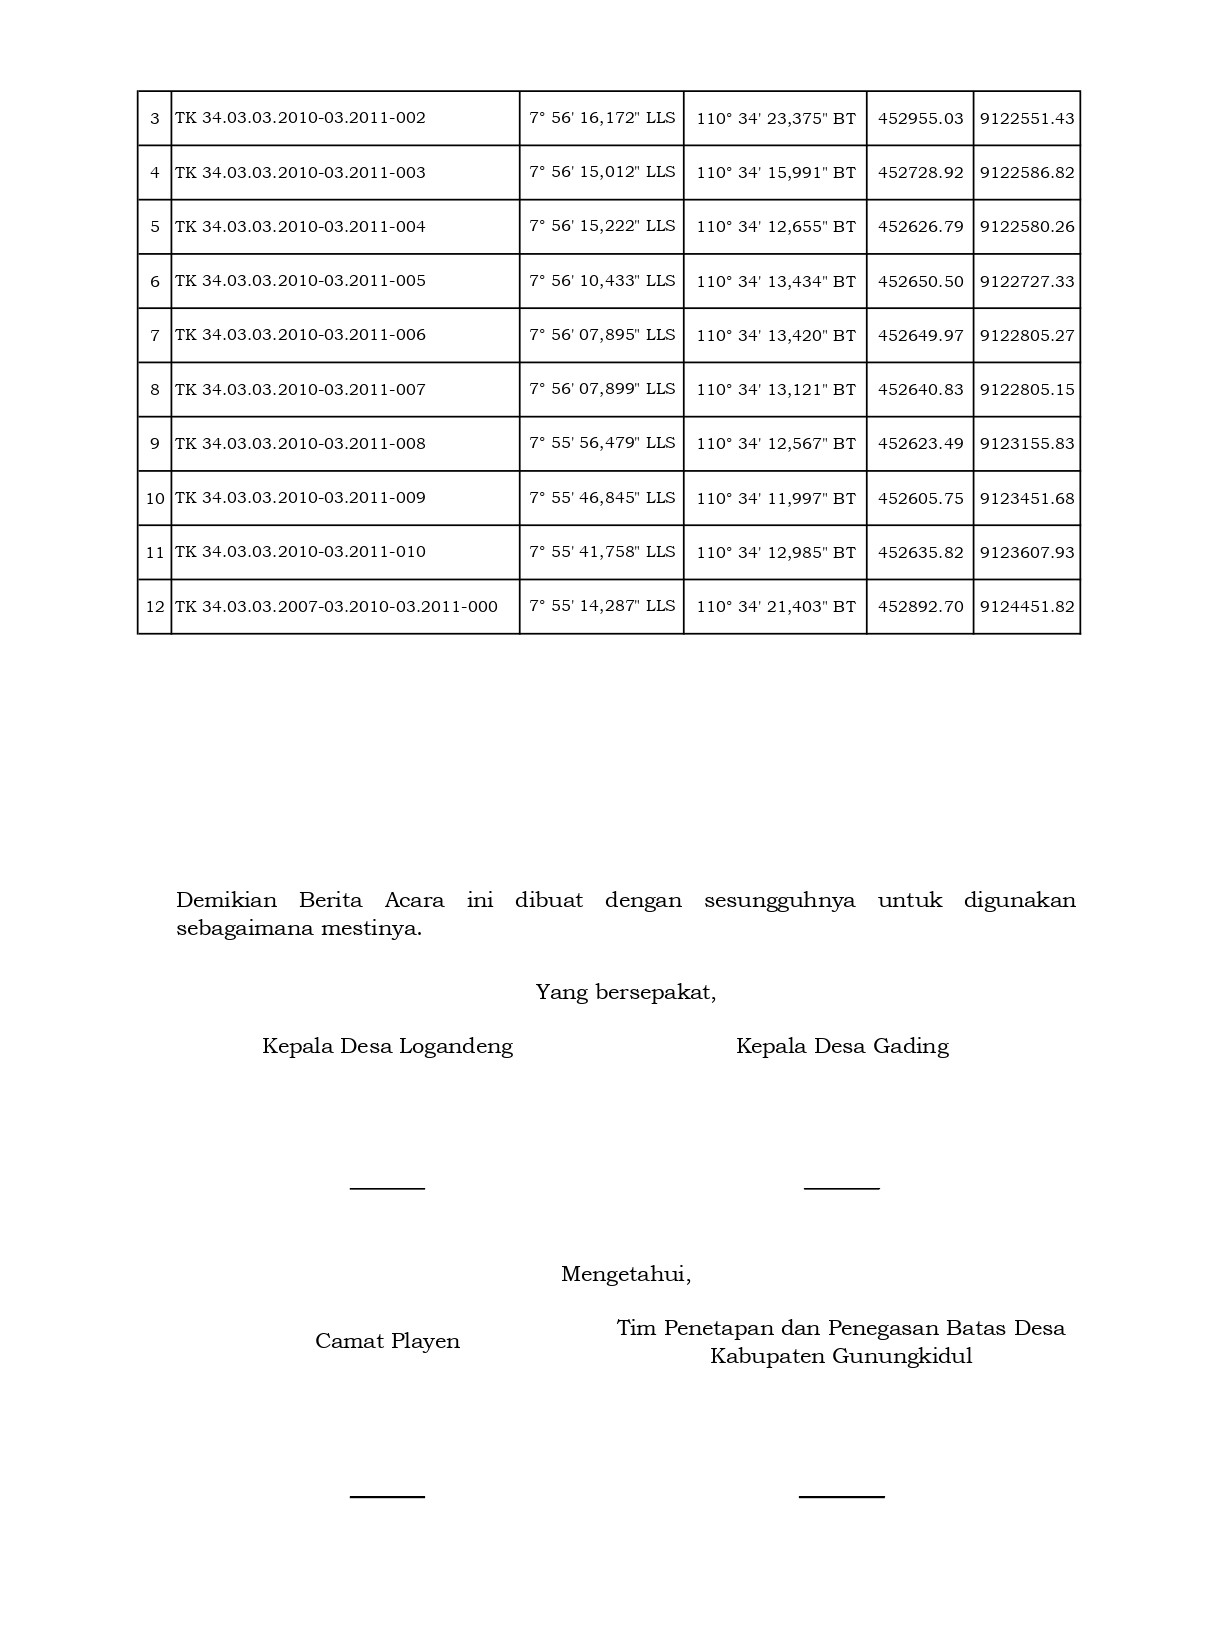 3 TK 34.03.03.2010-03.2011-002 7° 56' 16,172" LLS 110° 34' 23,375" BT 452955.03 9122551.43
4 TK 34.03.03.2010-03.2011-003 7° 56' 15,012" LLS 110° 34' 15,991" BT 452728.92 9122586.82
5 TK 34.03.03.2010-03.2011-004 7° 56' 15,222" LLS 110° 34' 12,655" BT 452626.79 9122580.26
6 TK 34.03.03.2010-03.2011-005 7° 56' 10,433" LLS 110° 34' 13,434" BT 452650.50 9122727.33
7 TK 34.03.03.2010-03.2011-006 7° 56' 07,895" LLS 110° 34' 13,420" BT 452649.97 9122805.27
8 TK 34.03.03.2010-03.2011-007 7° 56' 07,899" LLS 110° 34' 13,121" BT 452640.83 9122805.15
9 TK 34.03.03.2010-03.2011-008 7° 55' 56,479" LLS 110° 34' 12,567" BT 452623.49 9123155.83
10 TK 34.03.03.2010-03.2011-009 7° 55' 46,845" LLS 110° 34' 11,997" BT 452605.75 9123451.68
11 TK 34.03.03.2010-03.2011-010 7° 55' 41,758" LLS 110° 34' 12,985" BT 452635.82 9123607.93
12 TK 34.03.03.2007-03.2010-03.2011-000 7° 55' 14,287" LLS 110° 34' 21,403" BT 452892.70 9124451.82
Demikian Berita Acara ini dibuat dengan sesungguhnya untuk digunakan
sebagaimana mestinya.
Yang bersepakat,
Kepala Desa Logandeng Kepala Desa Gading
Mengetahui,
Camat Playen
Tim Penetapan dan Penegasan Batas Desa
Kabupaten Gunungkidul